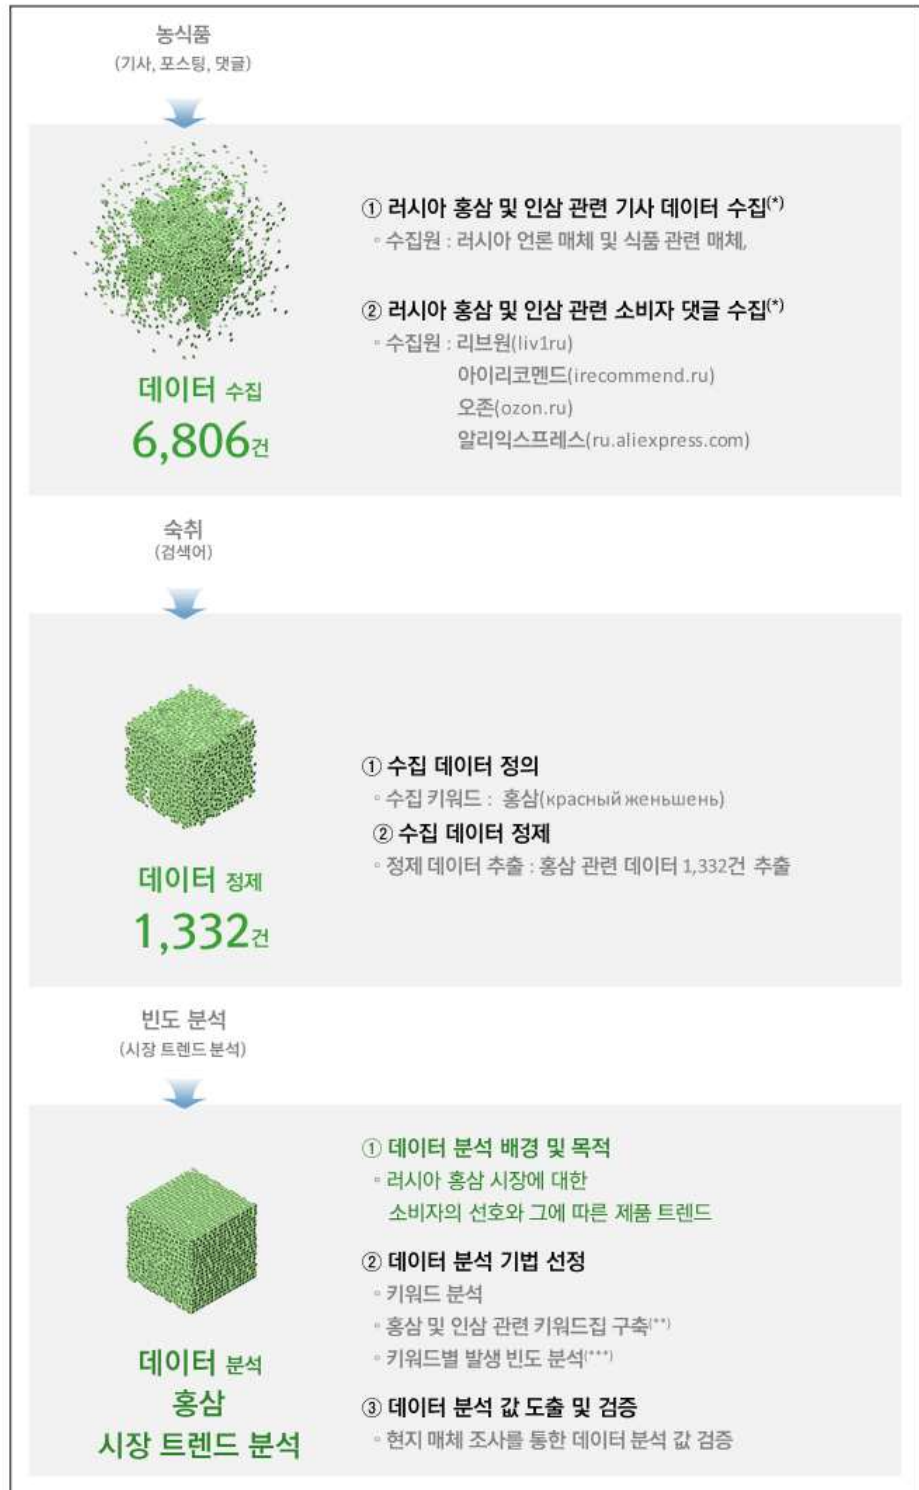 농식품
(기사, 포스팅, 댓글)
① 러시아 홍삼 및 인삼 관련 기사 데이터 수집(*)
◦ 수집원 : 러시아 언론 매체 및 식품 관련 매체,
② 러시아 홍삼 및 인삼 관련 소비자 댓글 수집(*)
◦ 수집원 : 리브원(liv1ru)
아이리코멘드(irecommend.ru)
오존(ozon.ru)
알리익스프레스(ru.aliexpress.com)
데이터 수집
6,806건
숙취
(검색어)
① 수집 데이터 정의
◦ 수집 키워드 : 홍삼(красный женьшень)
② 수집 데이터 정제
◦ 정제 데이터 추출 : 홍삼 관련 데이터 1,332건 추출
데이터 정제
1,332건
빈도 분석
(시장 트렌드 분석)
① 데이터 분석 배경 및 목적
◦ 러시아 홍삼 시장에 대한
소비자의 선호와 그에 따른 제품 트렌드
② 데이터 분석 기법 선정
◦ 키워드 분석
◦ 홍삼 및 인삼 관련 키워드집 구축(**)
◦ 키워드별 발생 빈도 분석(***)
③ 데이터 분석 값 도출 및 검증
◦ 현지 매체 조사를 통한 데이터 분석 값 검증
데이터 분석
홍삼
시장 트렌드 분석